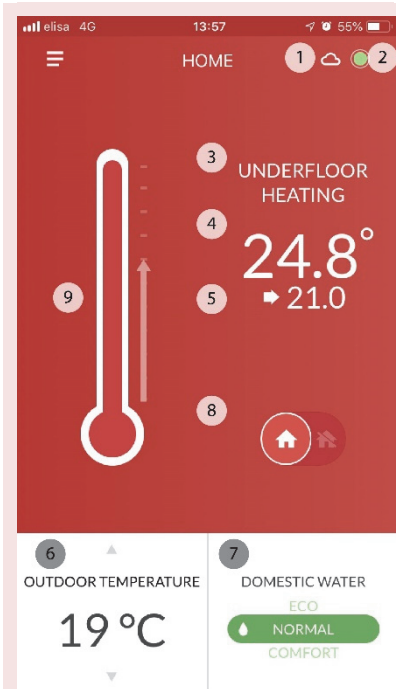 elisa 4G 13:57 55%
HOME 1 2
3
UNDERFLOOR
HEATING
4
24.8°
5 21.0
9
8
6 7
OUTDOOR TEMPERATURE DOMESTIC WATER
ECO
19 °C NORMAL
COMFORT